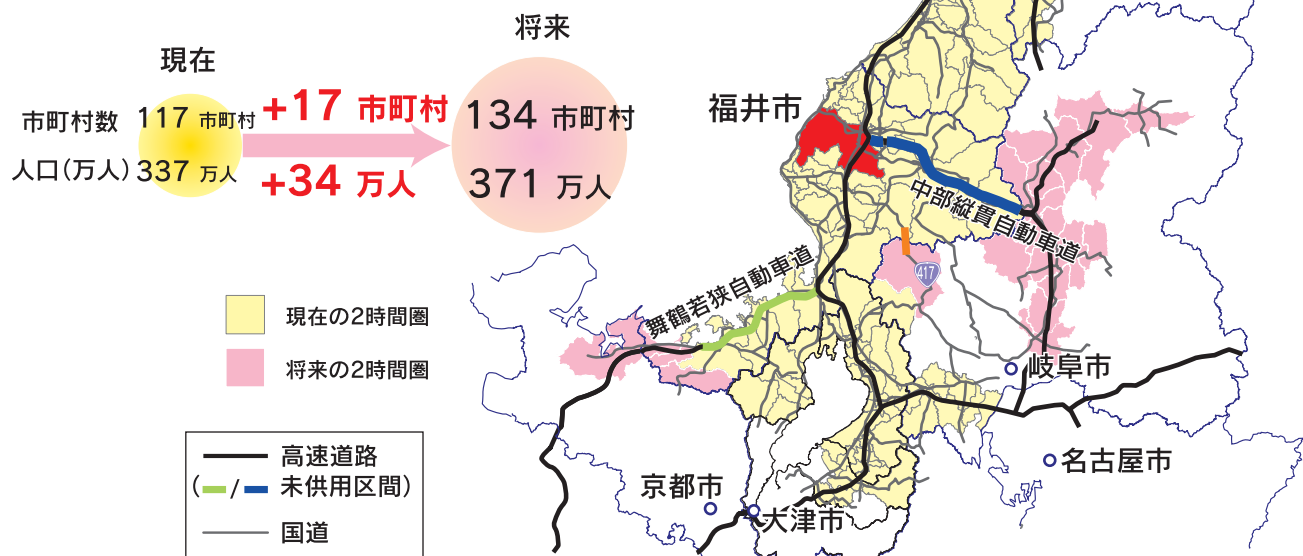 現在
将来
市町村数 117 市町村
+17 市町村
134 市町村
人口(万人) 337 万人
+34 万人
371 万人
福井市
中部縦貫自動車道
417
舞鶴若狭自動車道
現在の2時間圏
将来の2時間圏
岐阜市
名古屋市
京都市
大津市
高速道路
( / 未供用区間)
国道